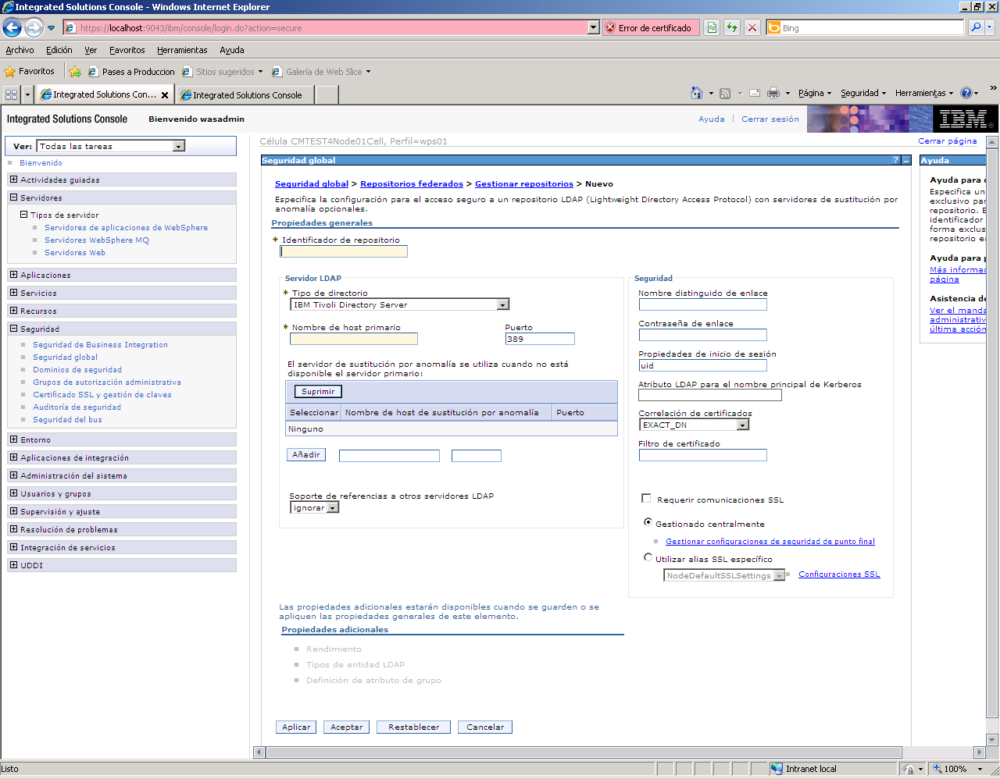 Integrated Solutions Console - Windows Internet Explorer
https://localhost:9043/ibm/console/login.do?action=secure
Error de certificado
Bing
Archivo Edición Ver Favoritos Herramientas Ayuda
Favoritos Pases a Produccion Sitios sugeridos Galería de Web Slice
Integrated Solutions Con... Integrated Solutions Console
Página Seguridad Herramientas
Integrated Solutions Console Bienvenido wasadmin
Ayuda | Cerrar sesión
IBM
Ver: Todas las tareas
Bienvenido
Actividades guiadas
Servidores
Tipos de servidor
Servidores de aplicaciones de WebSphere
Servidores WebSphere MQ
Servidores Web
Aplicaciones
Servicios
Recursos
Seguridad
Seguridad de Business Integration
Seguridad global
Dominios de seguridad
Grupos de autorización administrativa
Certificado SSL y gestión de claves
Auditoría de seguridad
Seguridad del bus
Entorno
Aplicaciones de integración
Administración del sistema
Usuarios y grupos
Supervisión y ajuste
Resolución de problemas
Integración de servicios
UDDI
Célula CMTEST4Node01Cell, Perfil=wps01
Cerrar página
Seguridad global
? _
Seguridad global > Repositorios federados > Gestionar repositorios > Nuevo
Especifica la configuración para el acceso seguro a un repositorio LDAP (Lightweight Directory Access Protocol) con servidores de sustitución por
anomalía opcionales.
Propiedades generales
* Identificador de repositorio
Servidor LDAP
* Tipo de directorio
IBM Tivoli Directory Server
* Nombre de host primario Puerto
389
El servidor de sustitución por anomalía se utiliza cuando no está
disponible el servidor primario:
Suprimir
Seleccionar Nombre de host de sustitución por anomalía Puerto
Ninguno
Añadir
Soporte de referencias a otros servidores LDAP
ignorar
Seguridad
Nombre distinguido de enlace
Contraseña de enlace
Propiedades de inicio de sesión
uid
Atributo LDAP para el nombre principal de Kerberos
Correlación de certificados
EXACT_DN
Filtro de certificado
Requerir comunicaciones SSL
Gestionado centralmente
Gestionar configuraciones de seguridad de punto final
Utilizar alias SSL específico
NodeDefaultSSLSettings Configuraciones SSL
Las propiedades adicionales estarán disponibles cuando se guarden o se
apliquen las propiedades generales de este elemento.
Propiedades adicionales
Rendimiento
Tipos de entidad LDAP
Definición de atributo de grupo
Aplicar Aceptar Restablecer Cancelar
Ayuda
Ayuda para
Especifica un
exclusivo par
repositorio. E
identificador
forma exclus
repositorio en
Ayuda para
Más informac
página
Asistencia de
Ver el manda
administrativ
última acción
Listo
Intranet local
100%